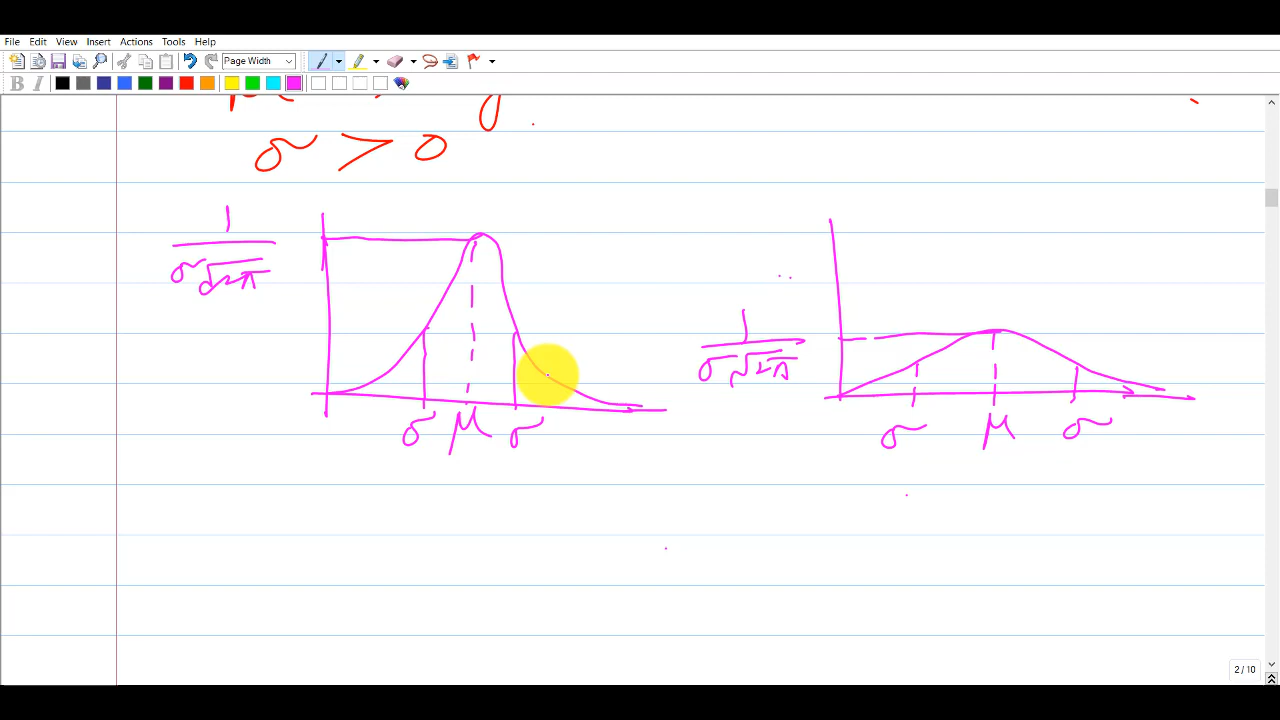 File Edit View Insert Actions Tools Help
Page Width
B I
σ > 0
1
σ√2π
1
σ√2π
σ μ σ
σ μ σ
2 / 10